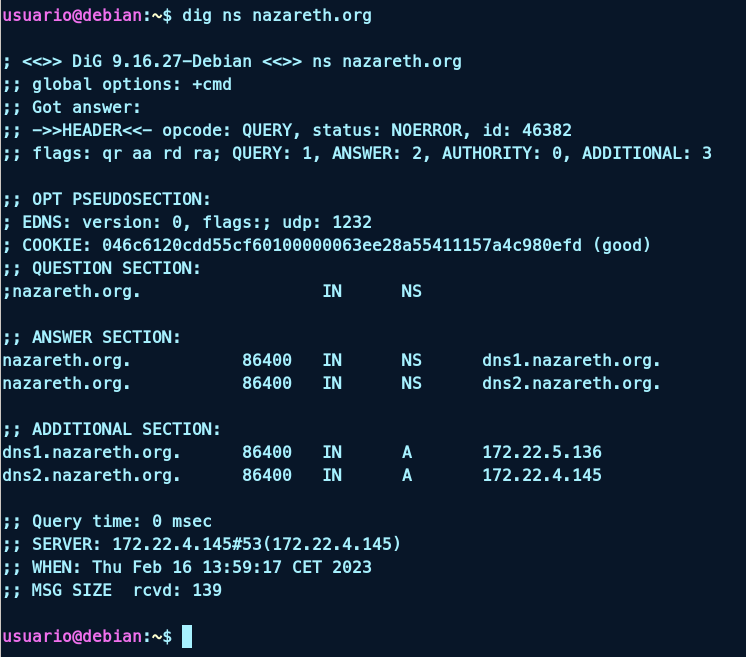 usuario@debian:~$ dig ns nazareth.org
; <<>> DiG 9.16.27-Debian <<>> ns nazareth.org
;; global options: +cmd
;; Got answer:
;; ->>HEADER<<- opcode: QUERY, status: NOERROR, id: 46382
;; flags: qr aa rd ra; QUERY: 1, ANSWER: 2, AUTHORITY: 0, ADDITIONAL: 3
;; OPT PSEUDOSECTION:
; EDNS: version: 0, flags:; udp: 1232
; COOKIE: 046c6120cdd55cf60100000063ee28a55411157a4c980efd (good)
;; QUESTION SECTION:
;nazareth.org. IN NS
;; ANSWER SECTION:
nazareth.org. 86400 IN NS dns1.nazareth.org.
nazareth.org. 86400 IN NS dns2.nazareth.org.
;; ADDITIONAL SECTION:
dns1.nazareth.org. 86400 IN A 172.22.5.136
dns2.nazareth.org. 86400 IN A 172.22.4.145
;; Query time: 0 msec
;; SERVER: 172.22.4.145#53(172.22.4.145)
;; WHEN: Thu Feb 16 13:59:17 CET 2023
;; MSG SIZE  rcvd: 139
usuario@debian:~$